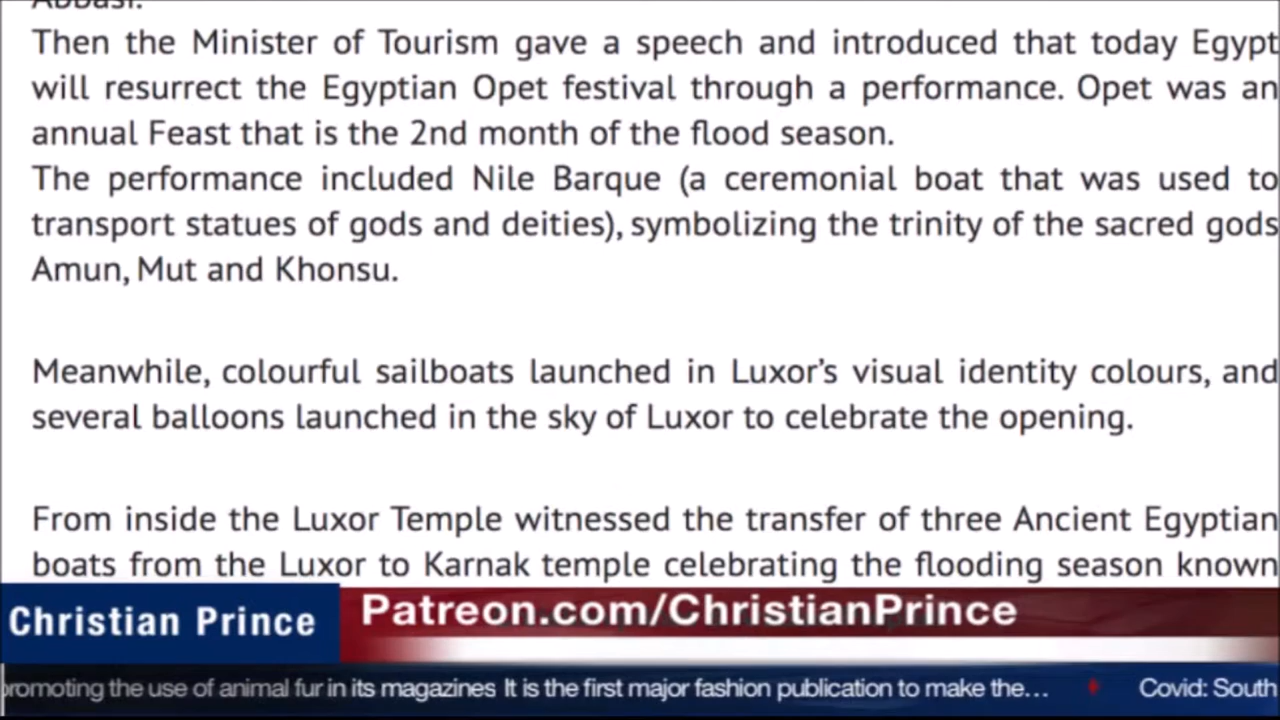 Abbasi.
Then the Minister of Tourism gave a speech and introduced that today Egypt
will resurrect the Egyptian Opet festival through a performance. Opet was an
annual Feast that is the 2nd month of the flood season.
The performance included Nile Barque (a ceremonial boat that was used to
transport statues of gods and deities), symbolizing the trinity of the sacred gods
Amun, Mut and Khonsu.
Meanwhile, colourful sailboats launched in Luxor’s visual identity colours, and
several balloons launched in the sky of Luxor to celebrate the opening.
From inside the Luxor Temple witnessed the transfer of three Ancient Egyptian
boats from the Luxor to Karnak temple celebrating the flooding season known
Christian Prince
Patreon.com/ChristianPrince
promoting the use of animal fur in its magazines It is the first major fashion publication to make the... Covid: South